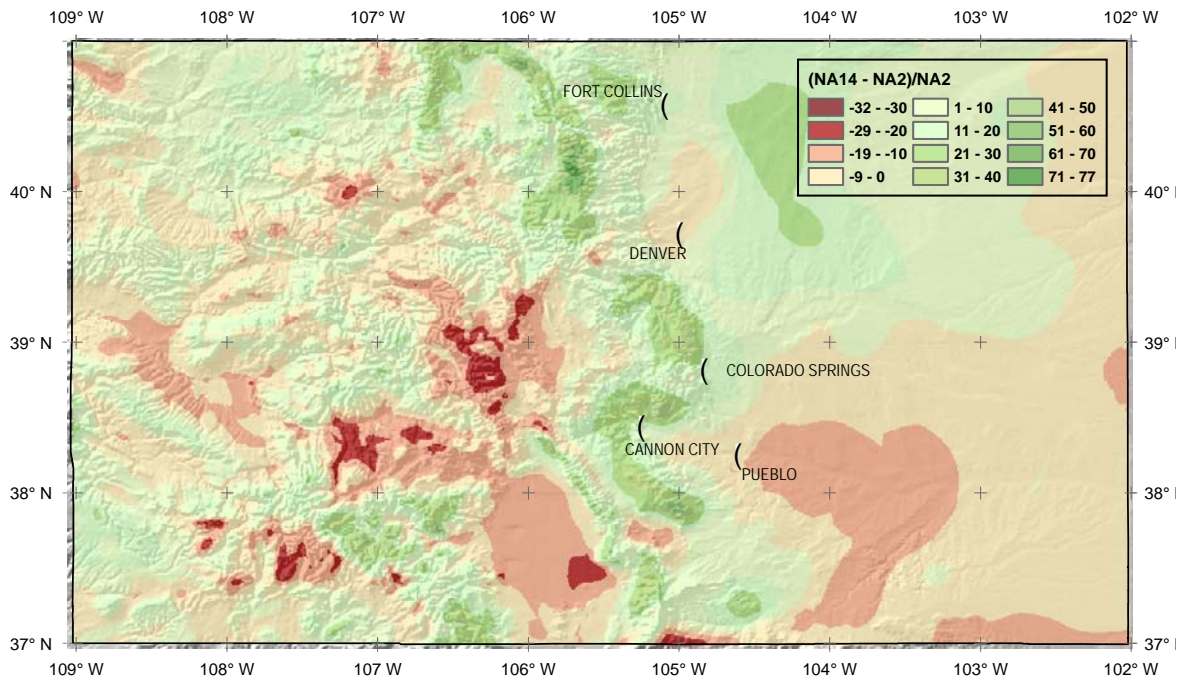 109° W 108° W 107° W 106° W 105° W 104° W 103° W 102° W
(NA14 - NA2)/NA2
-32 - -30 1 - 10 41 - 50
-29 - -20 11 - 20 51 - 60
-19 - -10 21 - 30 61 - 70
-9 - 0 31 - 40 71 - 77
FORT COLLINS
40° N 40° N
DENVER
39° N 39° N
COLORADO SPRINGS
CANNON CITY
PUEBLO
38° N 38° N
37° N 37° N
109° W 108° W 107° W 106° W 105° W 104° W 103° W 102° W